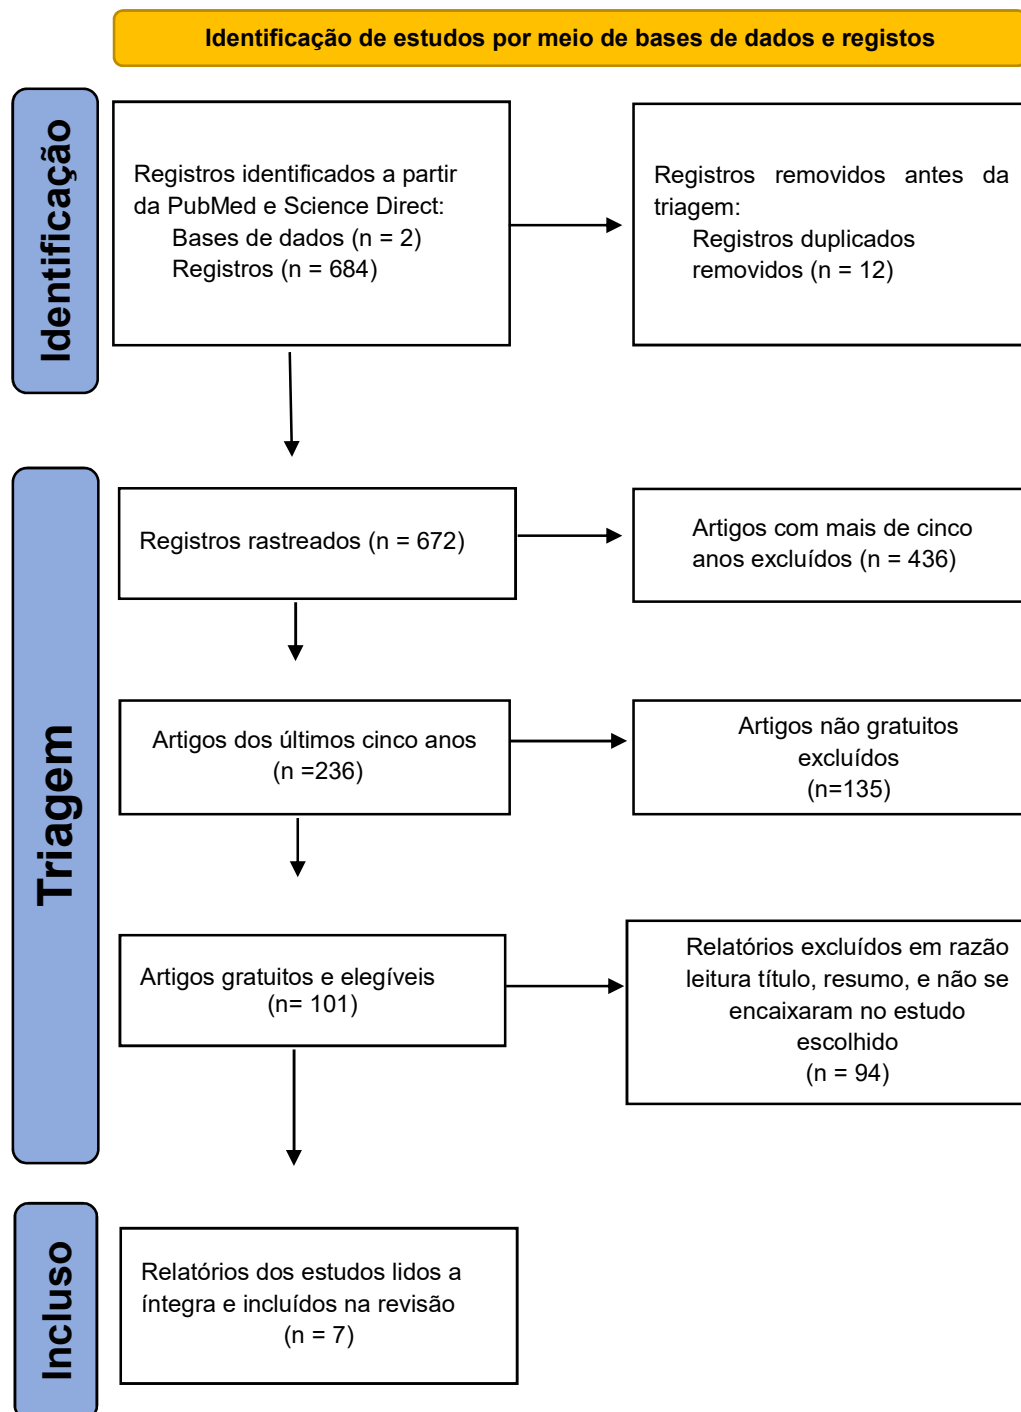 Identificação de estudos por meio de bases de dados e registos
Identificação
Registros identificados a partir
da PubMed e Science Direct:
Bases de dados (n = 2)
Registros (n = 684)
Registros removidos antes da
triagem:
Registros duplicados
removidos (n = 12)
Triagem
Registros rastreados (n = 672)
Artigos com mais de cinco
anos excluídos (n = 436)
Artigos dos últimos cinco anos
(n =236)
Artigos não gratuitos
excluídos
(n=135)
Artigos gratuitos e elegíveis
(n= 101)
Relatórios excluídos em razão
leitura título, resumo, e não se
encaixaram no estudo
escolhido
(n = 94)
Incluso
Relatórios dos estudos lidos a
íntegra e incluídos na revisão
(n = 7)